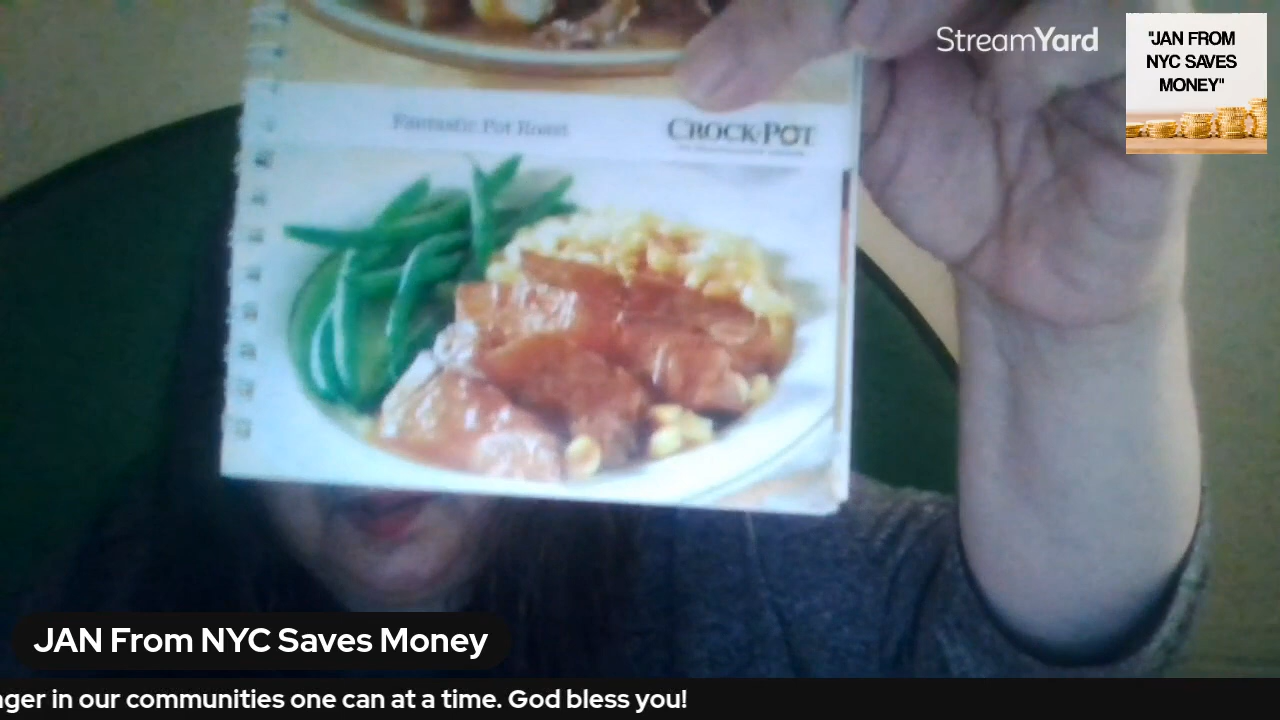 StreamYard
"JAN FROM
NYC SAVES
MONEY"
Fantastic Pot Roast
CROCK·POT
JAN From NYC Saves Money
ger in our communities one can at a time. God bless you!